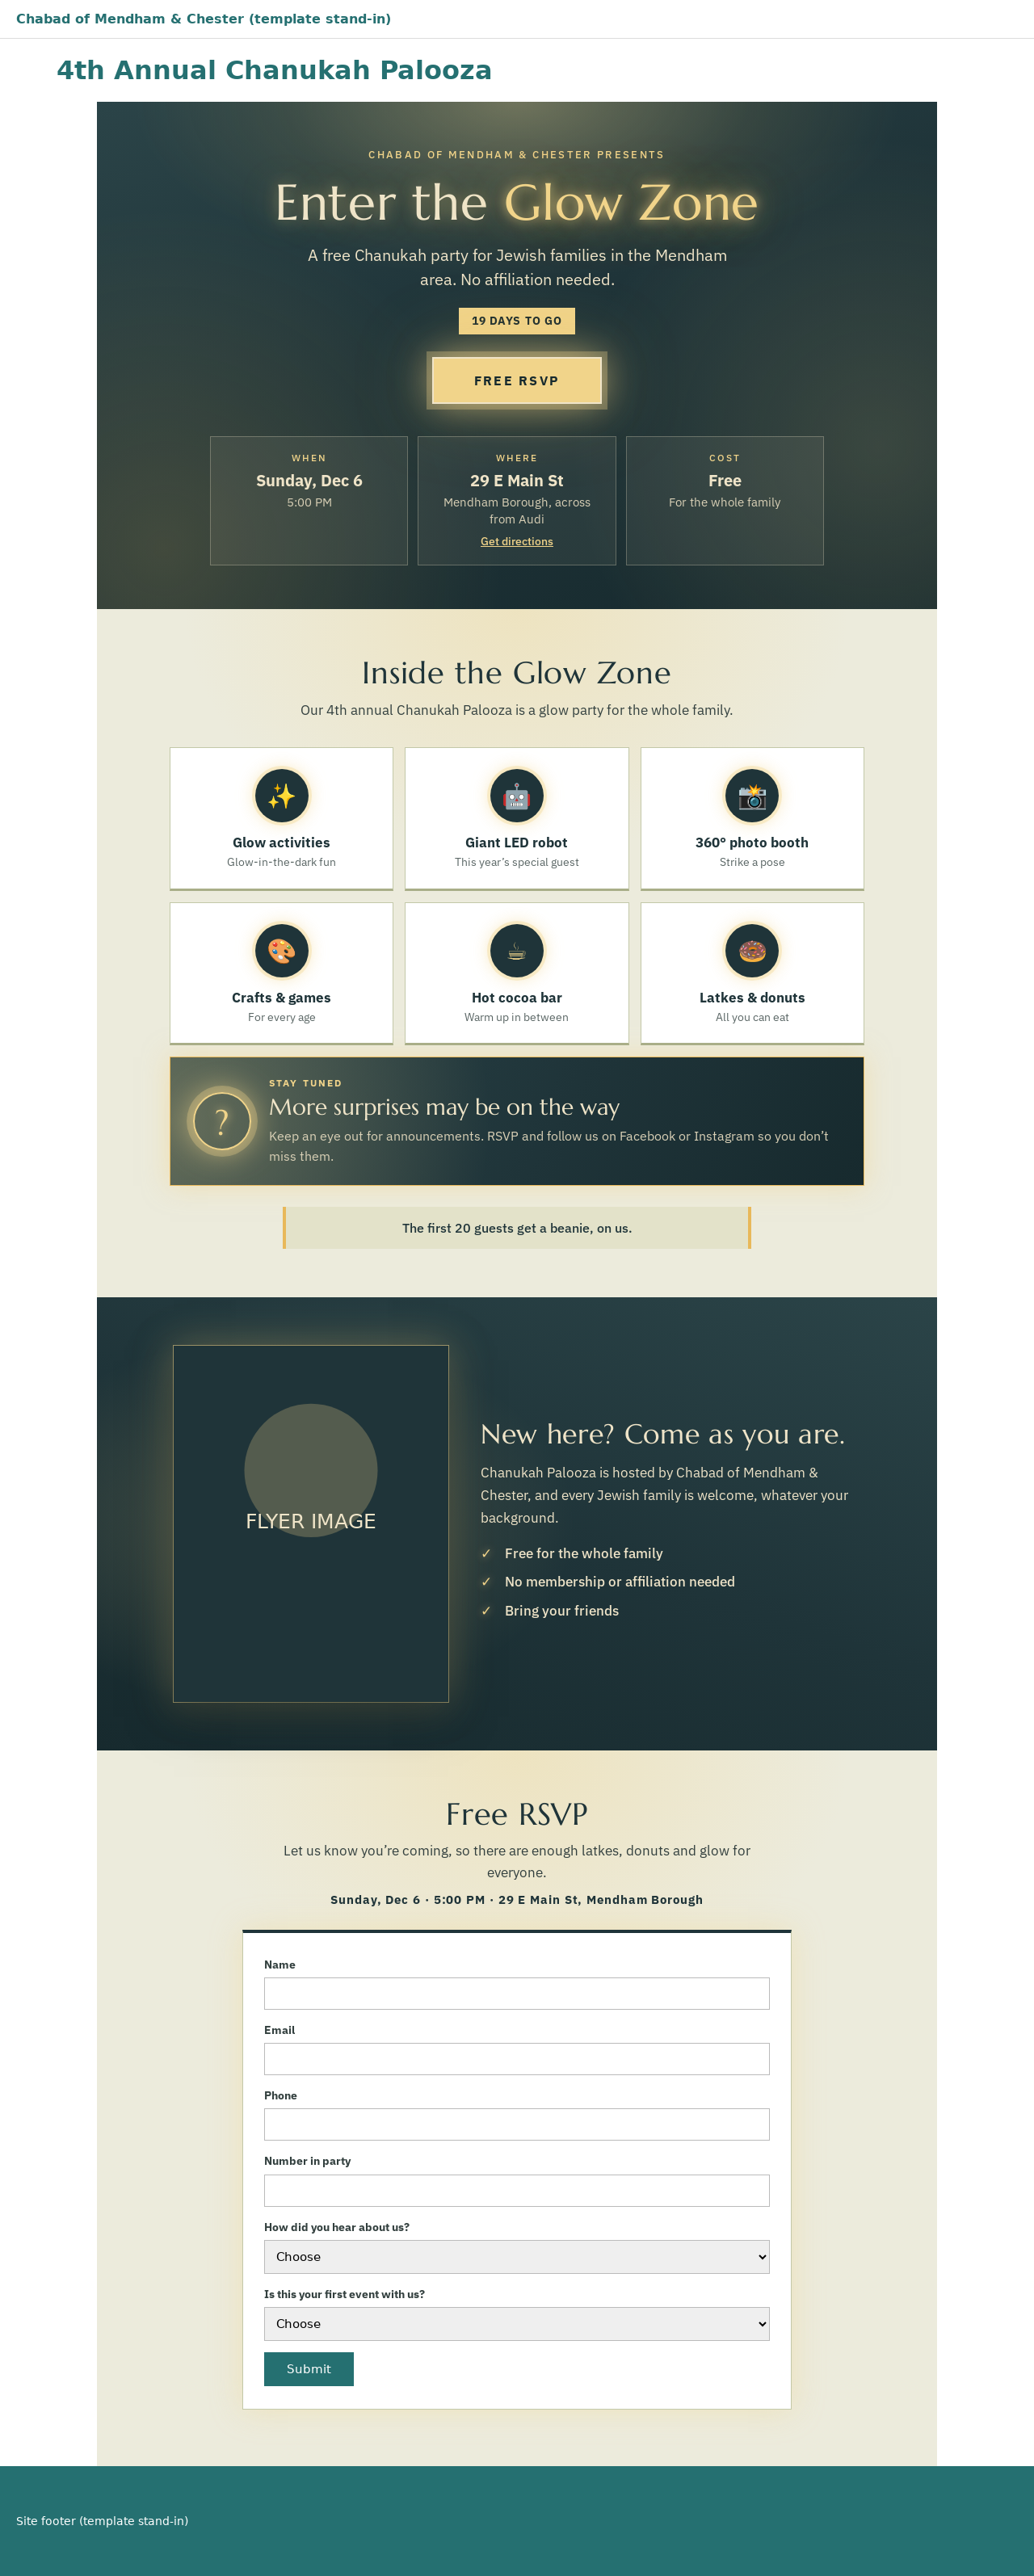 Chabad of Mendham & Chester (template stand-in)
4th Annual Chanukah Palooza
CHABAD OF MENDHAM & CHESTER PRESENTS
Enter the Glow Zone
A free Chanukah party for Jewish families in the Mendham
area. No affiliation needed.
19 DAYS TO GO
FREE RSVP
WHEN
Sunday, Dec 6
5:00 PM
WHERE
29 E Main St
Mendham Borough, across
from Audi
Get directions
COST
Free
For the whole family
Inside the Glow Zone
Our 4th annual Chanukah Palooza is a glow party for the whole family.
Glow activities
Glow-in-the-dark fun
Giant LED robot
This year’s special guest
360° photo booth
Strike a pose
Crafts & games
For every age
Hot cocoa bar
Warm up in between
Latkes & donuts
All you can eat
?
STAY TUNED
More surprises may be on the way
Keep an eye out for announcements. RSVP and follow us on Facebook or Instagram so you don’t
miss them.
The first 20 guests get a beanie, on us.
FLYER IMAGE
New here? Come as you are.
Chanukah Palooza is hosted by Chabad of Mendham &
Chester, and every Jewish family is welcome, whatever your
background.
✓ Free for the whole family
✓ No membership or affiliation needed
✓ Bring your friends
Free RSVP
Let us know you’re coming, so there are enough latkes, donuts and glow for
everyone.
Sunday, Dec 6 · 5:00 PM · 29 E Main St, Mendham Borough
Name
Email
Phone
Number in party
How did you hear about us?
Choose
Is this your first event with us?
Choose
Submit
Site footer (template stand-in)